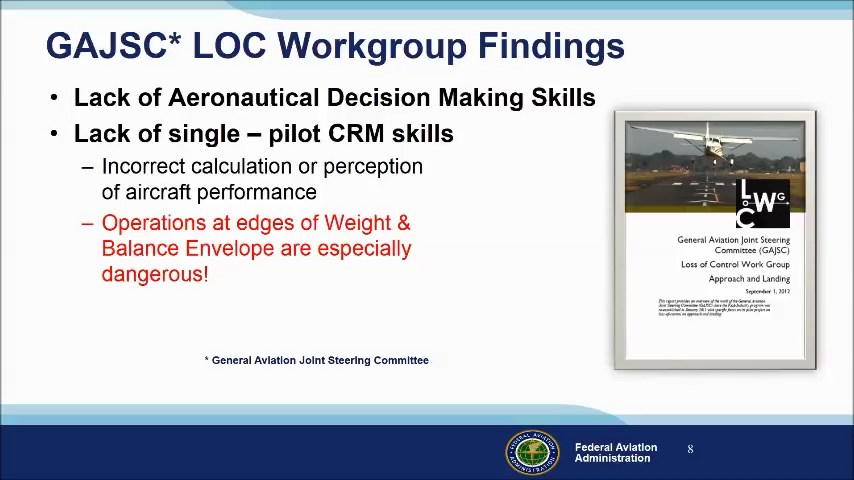 GAJSC* LOC Workgroup Findings
• Lack of Aeronautical Decision Making Skills
• Lack of single – pilot CRM skills
– Incorrect calculation or perception
of aircraft performance
– Operations at edges of Weight &
Balance Envelope are especially
dangerous!
* General Aviation Joint Steering Committee
LOC WG
General Aviation Joint Steering
Committee (GAJSC)
Loss of Control Work Group
Approach and Landing
September 1, 2012
Federal Aviation
Administration
8